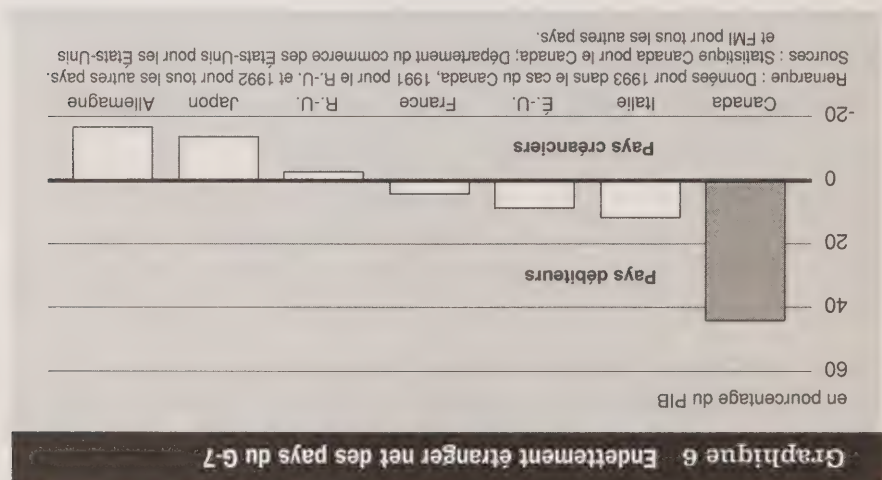 Graphique 6 Endettement étranger net des pays du G-7
en pourcentage du PIB
60
40
Pays débiteurs
20
0
Pays créanciers
-20
Canada Italie É.-U. France R.-U. Japon Allemagne
Remarque : Données pour 1993 dans le cas du Canada, 1991 pour le R.-U. et 1992 pour tous les autres pays.
Sources : Statistique Canada pour le Canada; Département du commerce des États-Unis pour les États-Unis
et FMI pour tous les autres pays.